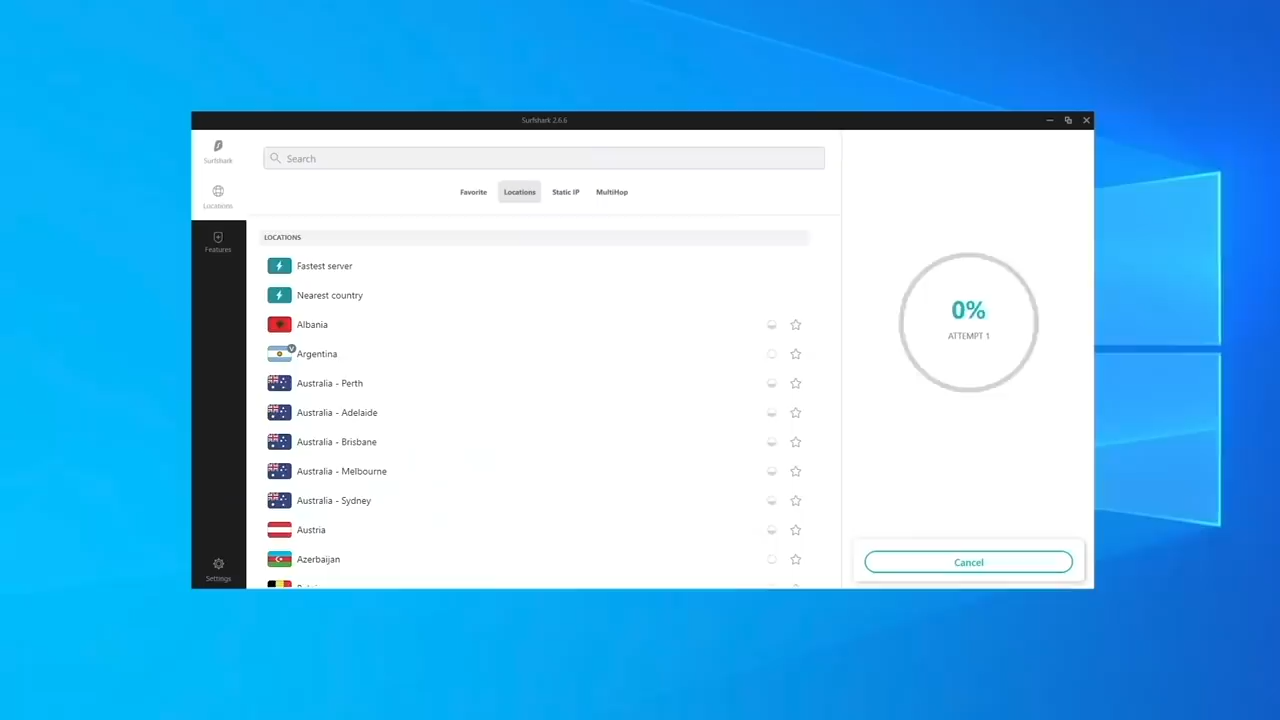 Surfshark 2.6.6
Surfshark
Locations
Features
Settings
Search
Favorite
Locations
Static IP
MultiHop
LOCATIONS
Fastest server
Nearest country
Albania
V
Argentina
Australia - Perth
Australia - Adelaide
Australia - Brisbane
Australia - Melbourne
Australia - Sydney
Austria
Azerbaijan
0%
ATTEMPT 1
Cancel